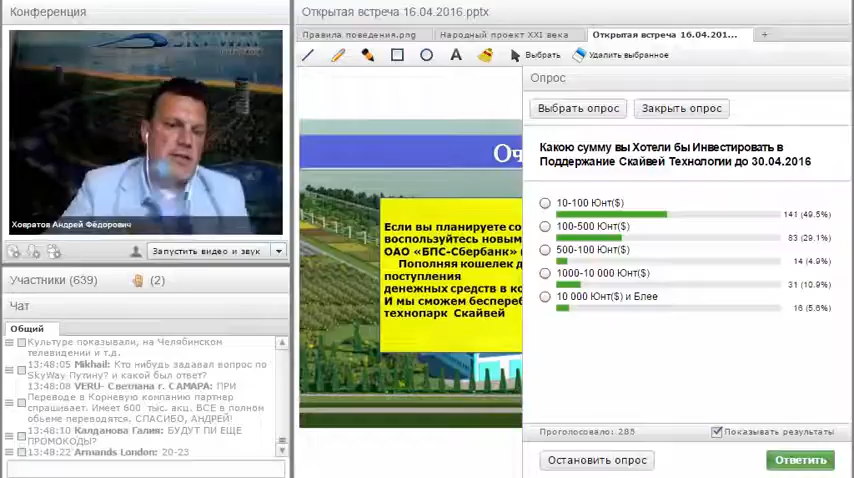 Конференция
SKYWAY
Ховратов Андрей Фёдорович
Запустить видео и звук
Участники (639)
(2)
Чат
Общий
Культуре показывали, на Челябинском
телевидении и т.д.
13:48:05 Mikhail: Кто нибудь задавал вопрос по
SkyWay Путину? и какой был ответ?
13:48:08 VERU- Светлана г. САМАРА: ПРИ
Переводе в Корневую компанию партнер
спрашивает. Имеет 600 тыс. акц. ВСЕ в полном
обьеме переводятся. СПАСИБО, АНДРЕЙ!
13:48:10 Калданова Галия: БУДУТ ЛИ ЕЩЕ
ПРОМОКОДЫ?
13:48:22 Armands London: 20-23
Открытая встреча 16.04.2016.pptx
Правила поведения.png
Народный проект XXI века
Открытая встреча 16.04.201...
+
A
Выбрать
Удалить выбранное
Оч
Если вы планируете со
воспользуйтесь новым
ОАО «БПС-Сбербанк»
Пополняя кошелек д
поступления
денежных средств в ко
И мы сможем бесперебо
технопарк Скайвей
Опрос
Выбрать опрос
Закрыть опрос
Какою сумму вы Хотели бы Инвестировать в
Поддержание Скайвей Технологии до 30.04.2016
10-100 Юнт($)
141 (49.5%)
100-500 Юнт($)
83 (29.1%)
500-100 Юнт($)
14 (4.9%)
1000-10 000 Юнт($)
31 (10.9%)
10 000 Юнт($) и Блее
16 (5.6%)
Проголосовало: 285
Показывать результаты
Остановить опрос
Ответить